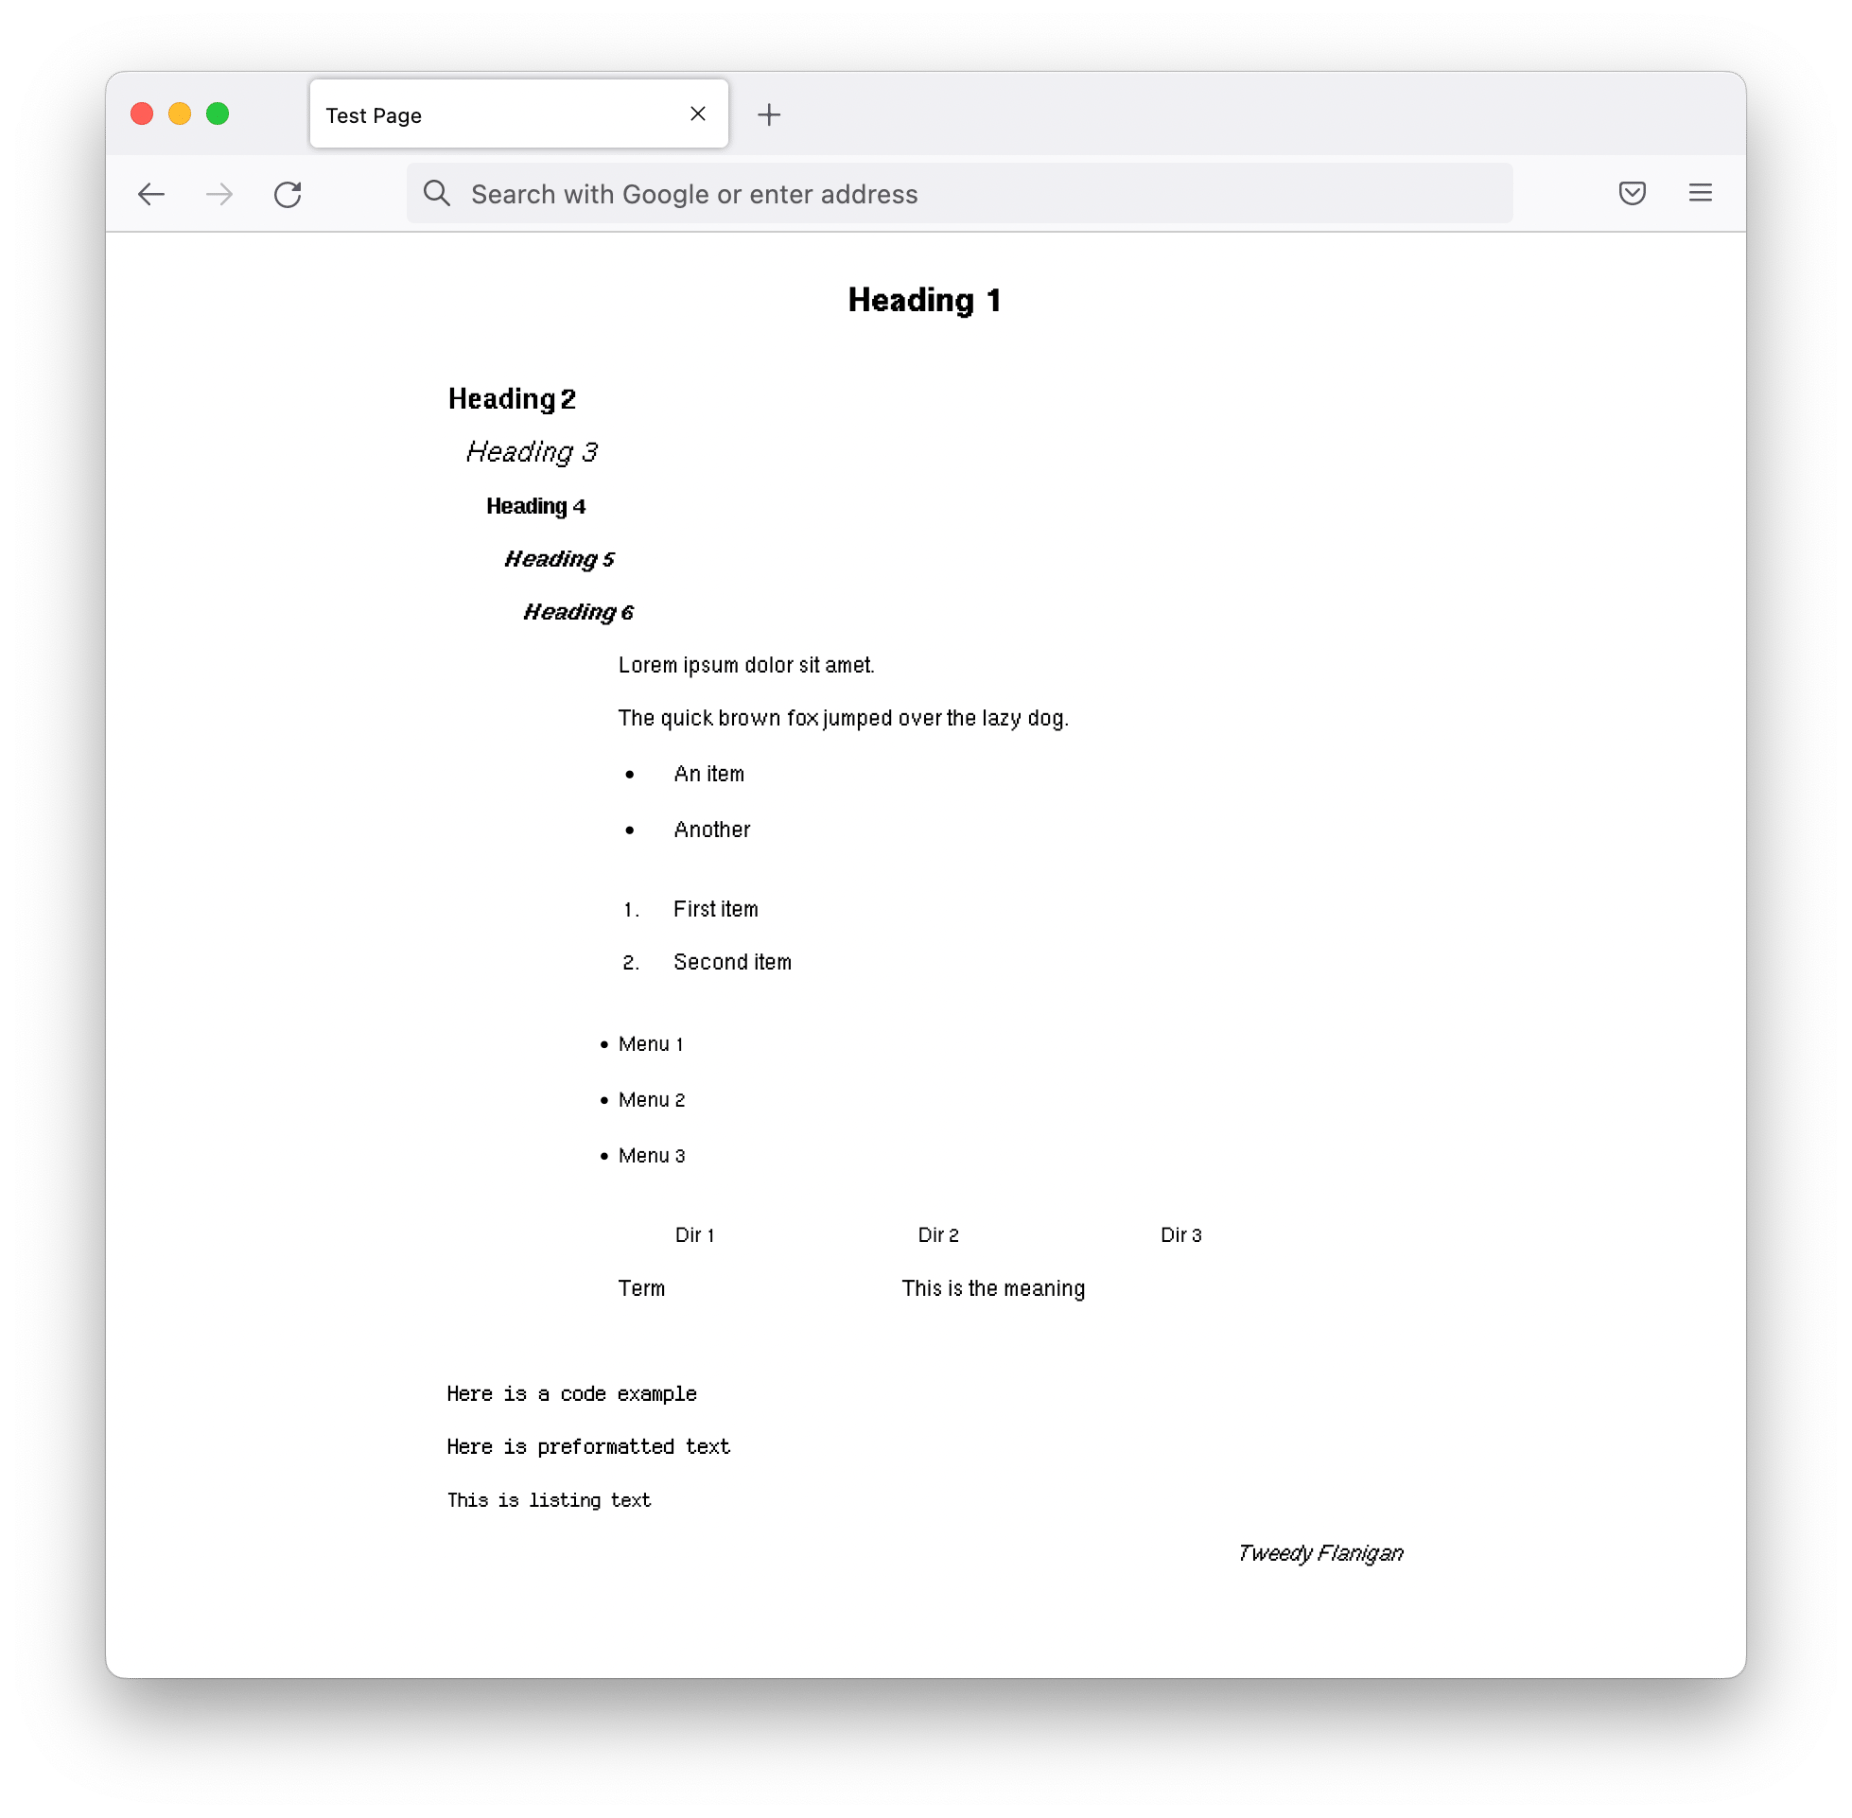 Test Page
Search with Google or enter address
Heading 1
Heading 2
Heading 3
Heading 4
Heading 5
Heading 6
Lorem ipsum dolor sit amet.
The quick brown fox jumped over the lazy dog.
• An item
• Another
1. First item
2. Second item
• Menu 1
• Menu 2
• Menu 3
Dir 1 Dir 2 Dir 3
Term This is the meaning
Here is a code example
Here is preformatted text
This is listing text
Tweedy Flanigan